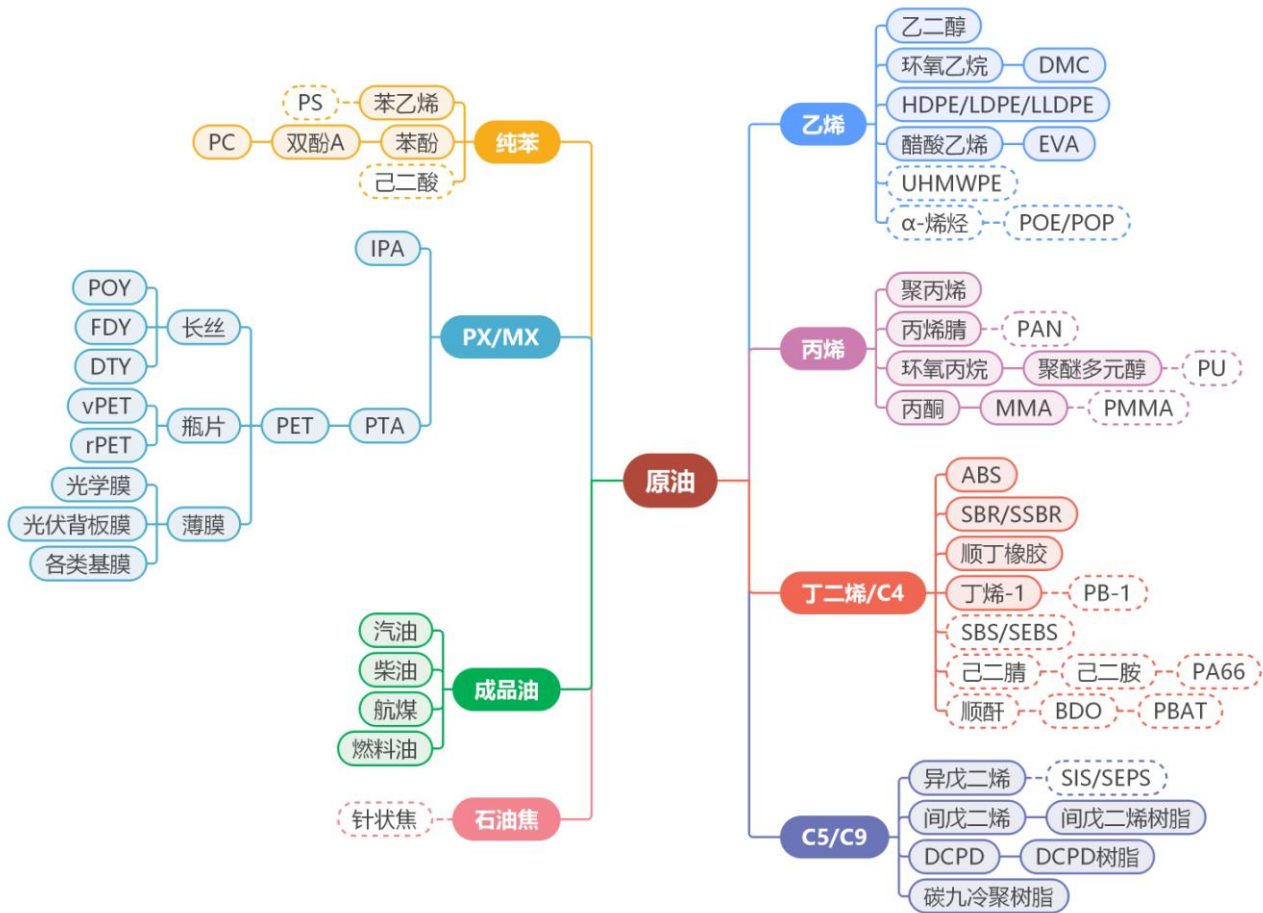 原油
纯苯
苯乙烯
PS
苯酚
双酚A
PC
己二酸
PX/MX
IPA
PTA
PET
长丝
POY
FDY
DTY
瓶片
vPET
rPET
薄膜
光学膜
光伏背板膜
各类基膜
成品油
汽油
柴油
航煤
燃料油
石油焦
针状焦
乙烯
乙二醇
环氧乙烷
DMC
HDPE/LDPE/LLDPE
醋酸乙烯
EVA
UHMWPE
α-烯烃
POE/POP
丙烯
聚丙烯
丙烯腈
PAN
环氧丙烷
聚醚多元醇
PU
丙酮
MMA
PMMA
丁二烯/C4
ABS
SBR/SSBR
顺丁橡胶
丁烯-1
PB-1
SBS/SEBS
己二腈
己二胺
PA66
顺酐
BDO
PBAT
C5/C9
异戊二烯
SIS/SEPS
间戊二烯
间戊二烯树脂
DCPD
DCPD树脂
碳九冷聚树脂